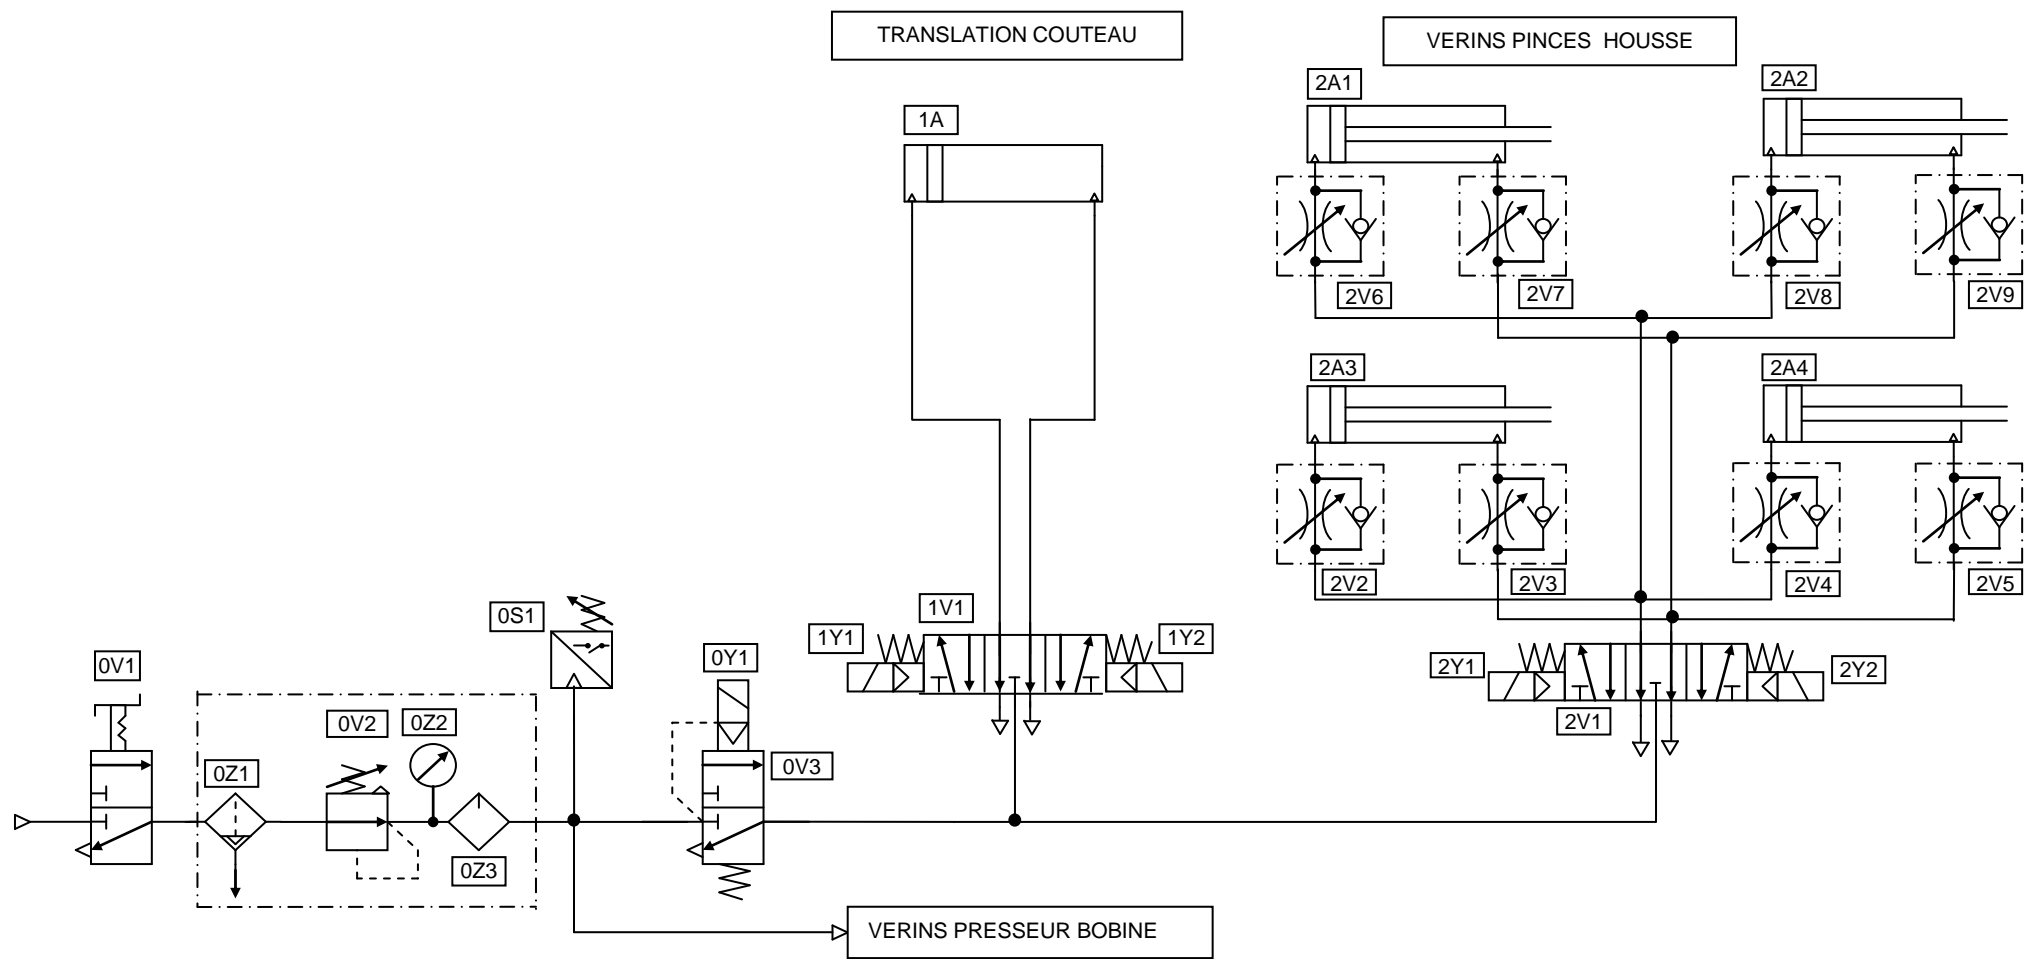 TRANSLATION COUTEAU
VERINS PINCES HOUSSE
2A1
2A2
1A
2V6
2V7
2V8
2V9
2A3
2A4
2V2
2V3
2V4
2V5
0S1
1V1
1Y1
1Y2
0V1
0Y1
2Y1
2Y2
2V1
0V2
0Z2
0Z1
0V3
0Z3
VERINS PRESSEUR BOBINE